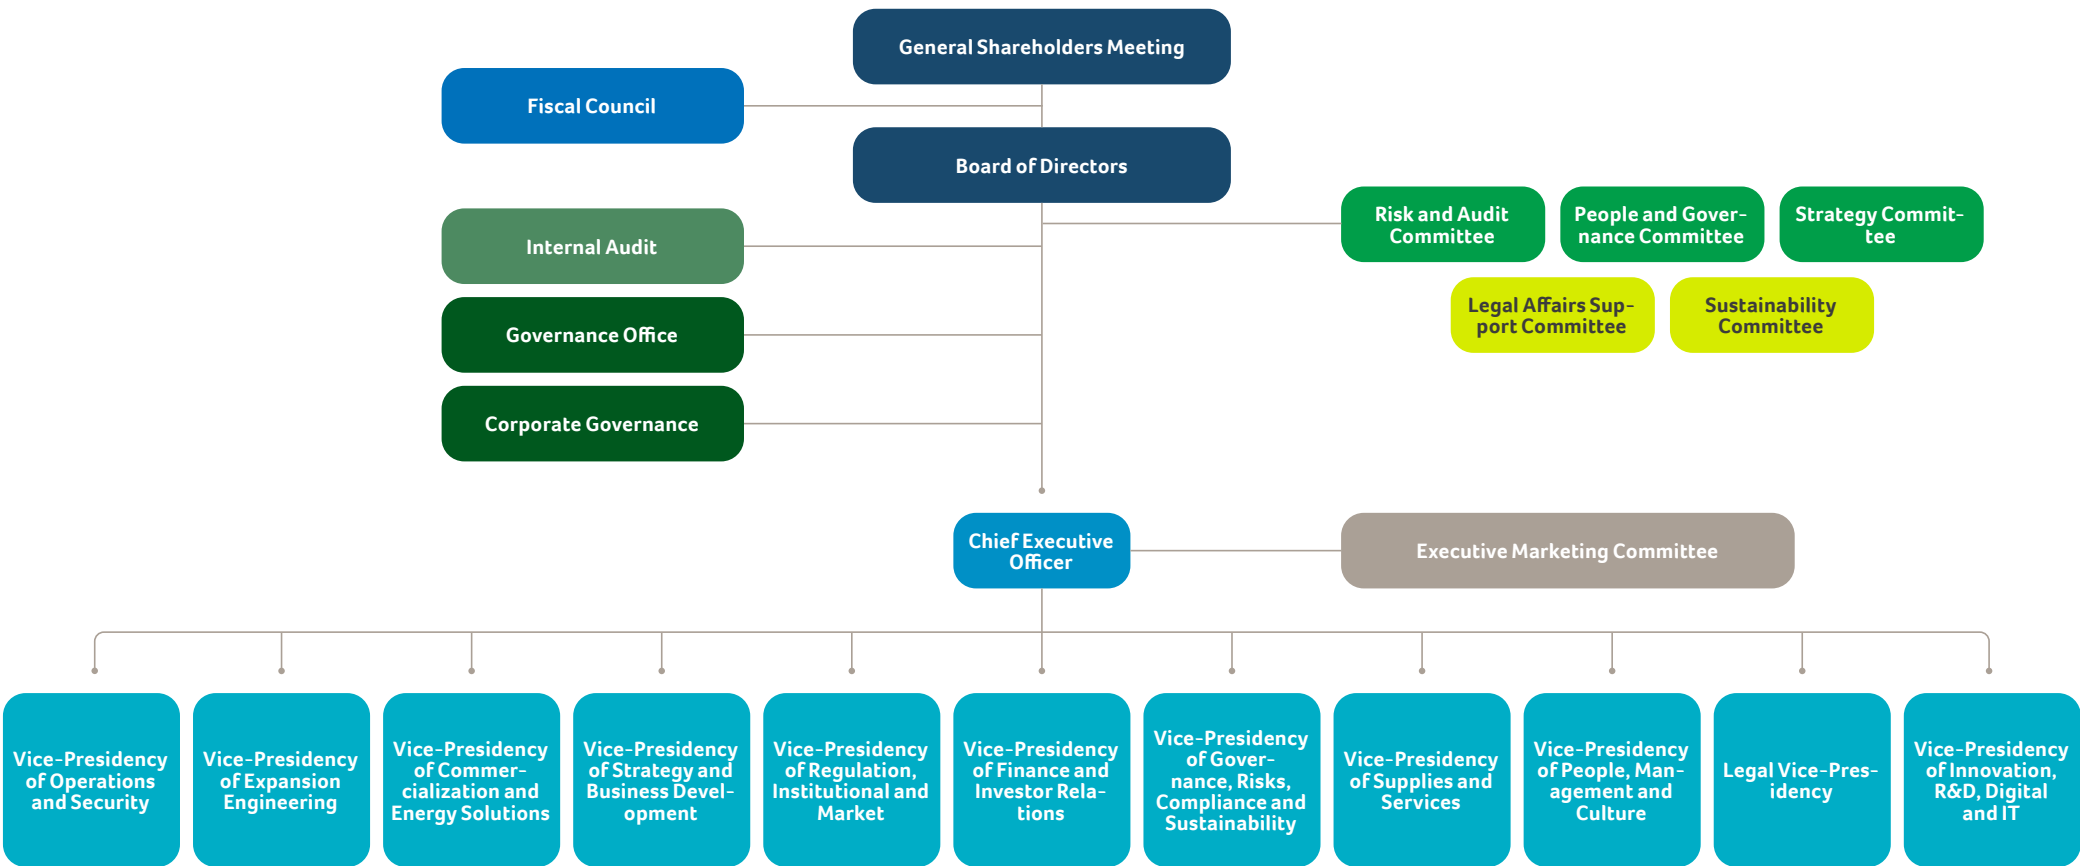 General Shareholders Meeting
Fiscal Council
Board of Directors
Risk and Audit
Committee
People and Gover-
nance Committee
Strategy Commit-
tee
Internal Audit
Legal Affairs Sup-
port Committee
Sustainability
Committee
Governance Office
Corporate Governance
Chief Executive
Officer
Executive Marketing Committee
Vice-Presidency
of Operations
and Security
Vice-Presidency
of Expansion
Engineering
Vice-Presidency
of Commer-
cialization and
Energy Solutions
Vice-Presidency
of Strategy and
Business Devel-
opment
Vice-Presidency
of Regulation,
Institutional and
Market
Vice-Presidency
of Finance and
Investor Rela-
tions
Vice-Presidency
of Gover-
nance, Risks,
Compliance and
Sustainability
Vice-Presidency
of Supplies and
Services
Vice-Presidency
of People, Man-
agement and
Culture
Legal Vice-Pres-
idency
Vice-Presidency
of Innovation,
R&D, Digital
and IT